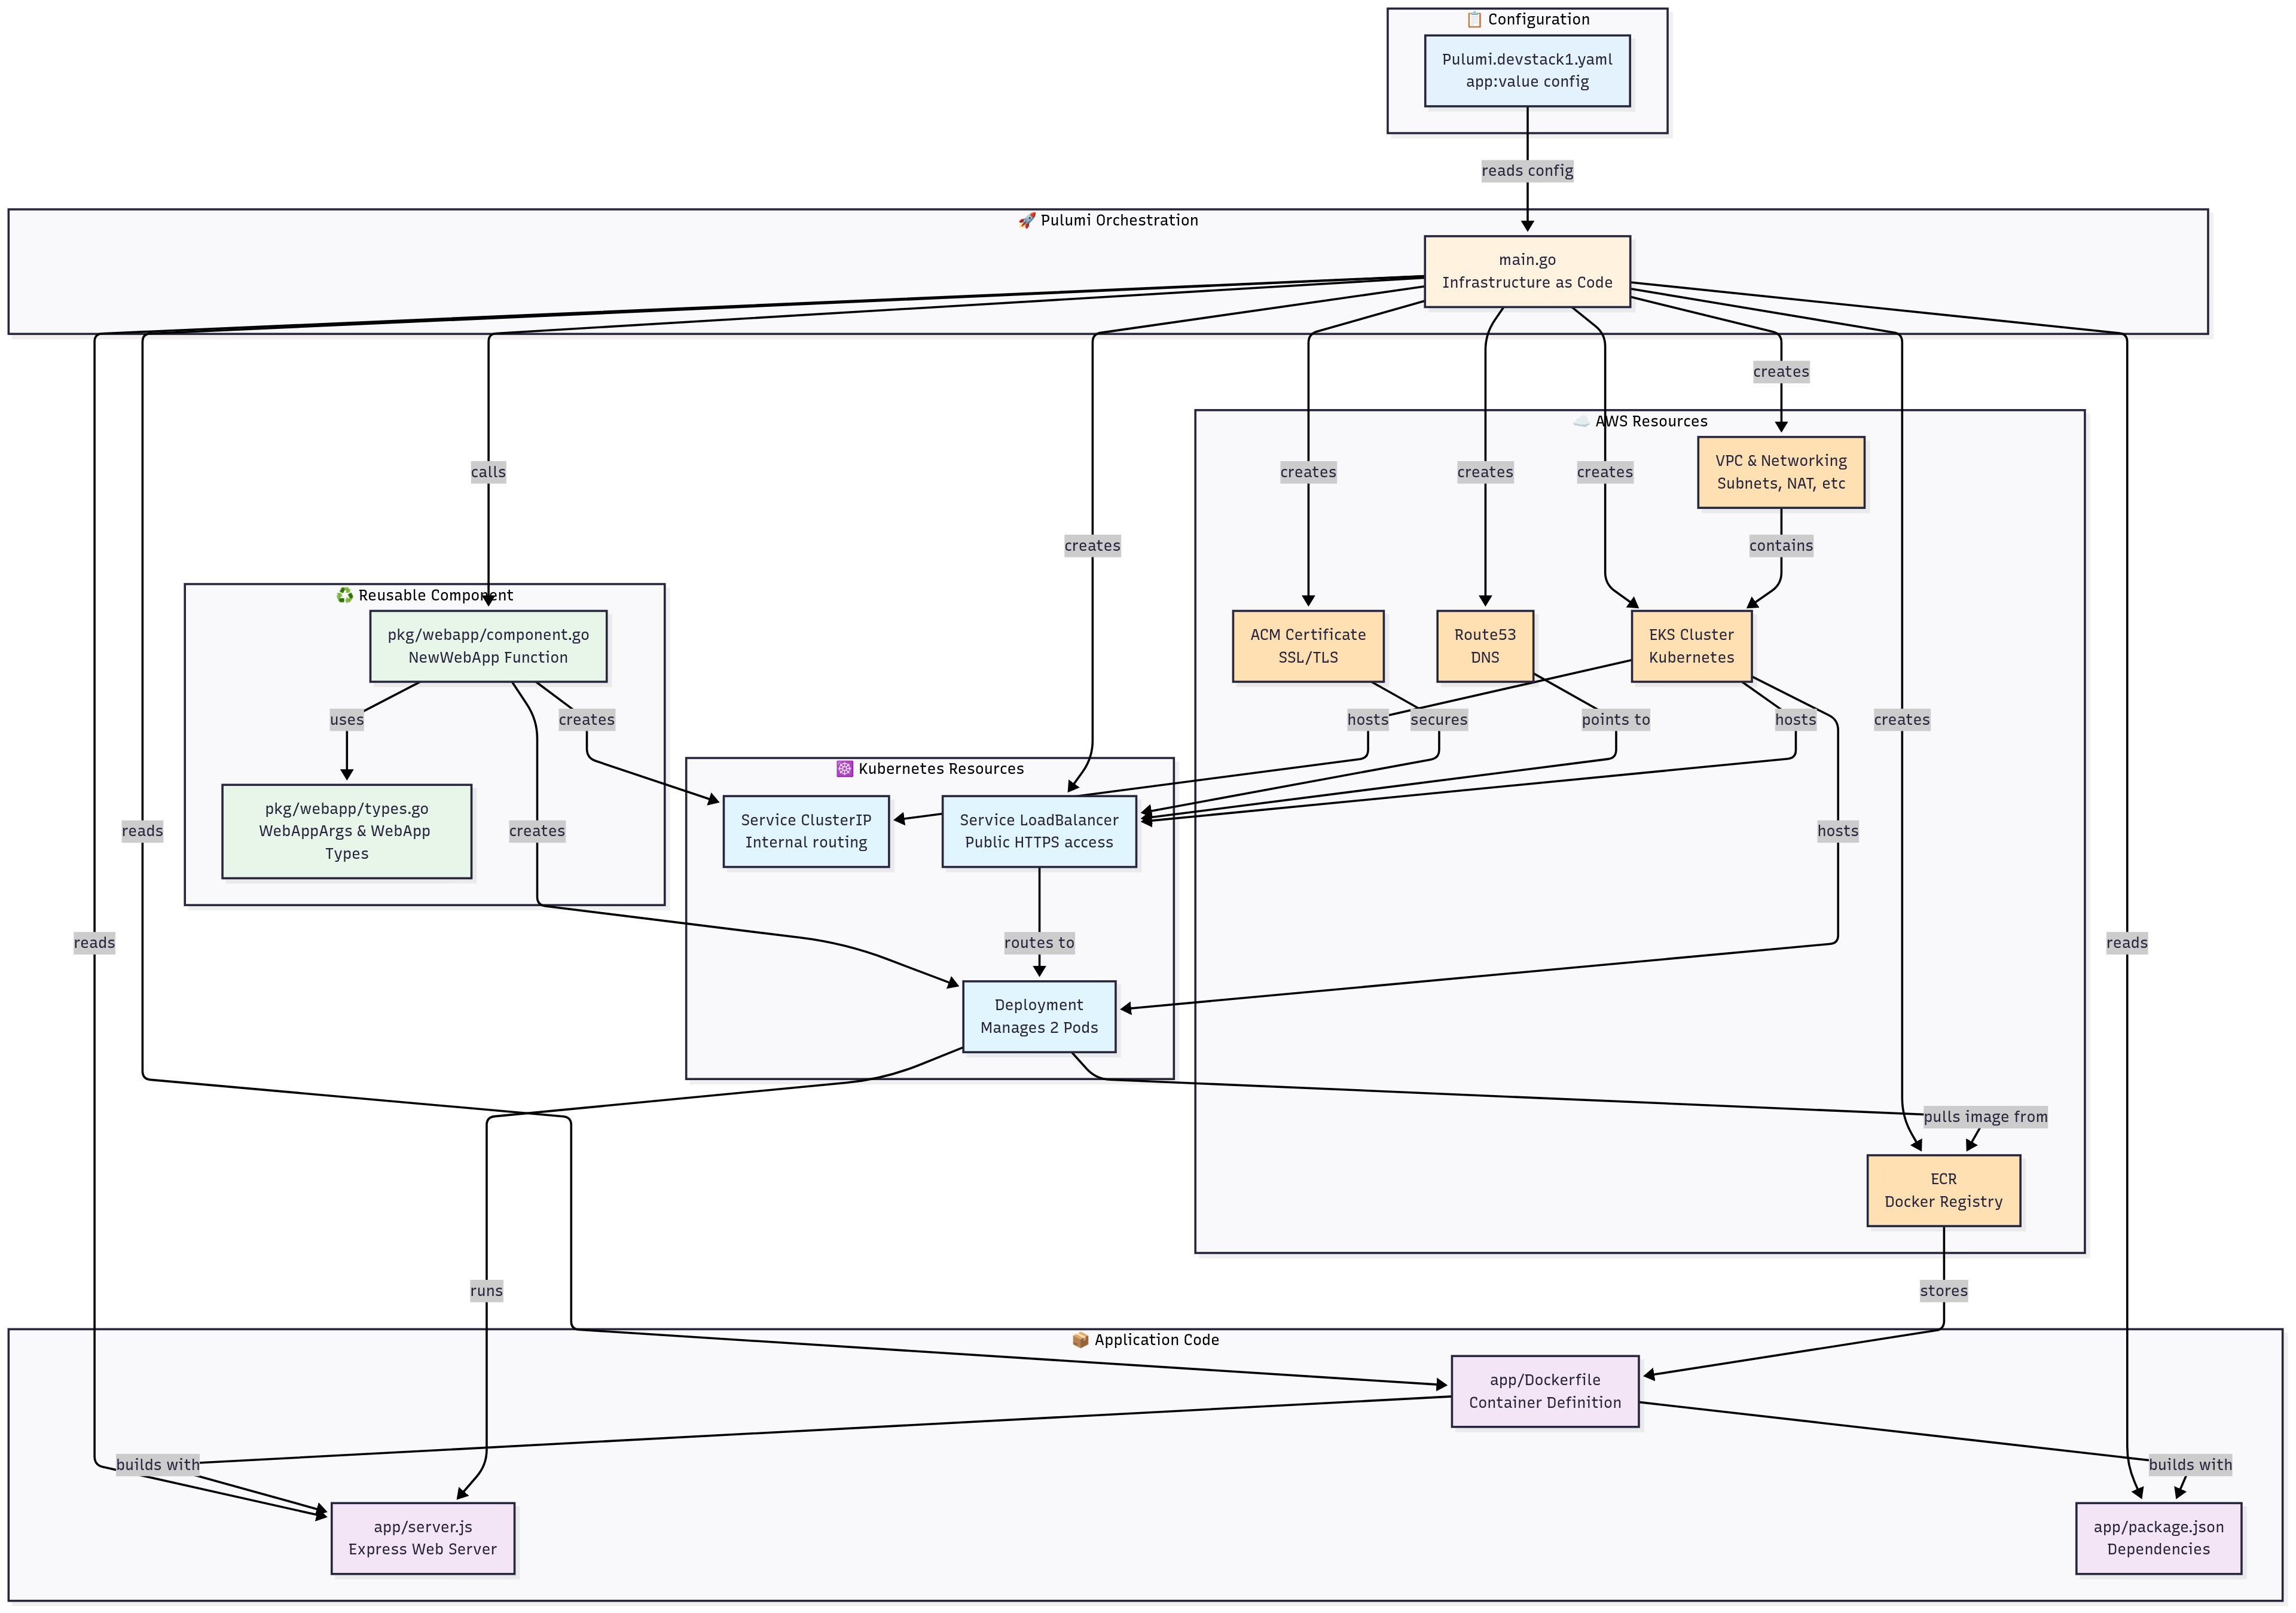 📋 Configuration
Pulumi.devstack1.yaml
app:value config
reads config
🚀 Pulumi Orchestration
main.go
Infrastructure as Code
creates
☁️ AWS Resources
VPC & Networking
Subnets, NAT, etc
calls
creates
creates
creates
creates
contains
♻️ Reusable Component
pkg/webapp/component.go
NewWebApp Function
ACM Certificate
SSL/TLS
Route53
DNS
EKS Cluster
Kubernetes
uses
creates
hosts
secures
points to
hosts
creates
☸️ Kubernetes Resources
pkg/webapp/types.go
WebAppArgs & WebApp
Types
Service ClusterIP
Internal routing
Service LoadBalancer
Public HTTPS access
reads
creates
hosts
reads
routes to
reads
Deployment
Manages 2 Pods
pulls image from
ECR
Docker Registry
runs
stores
📦 Application Code
app/Dockerfile
Container Definition
builds with
builds with
app/server.js
Express Web Server
app/package.json
Dependencies